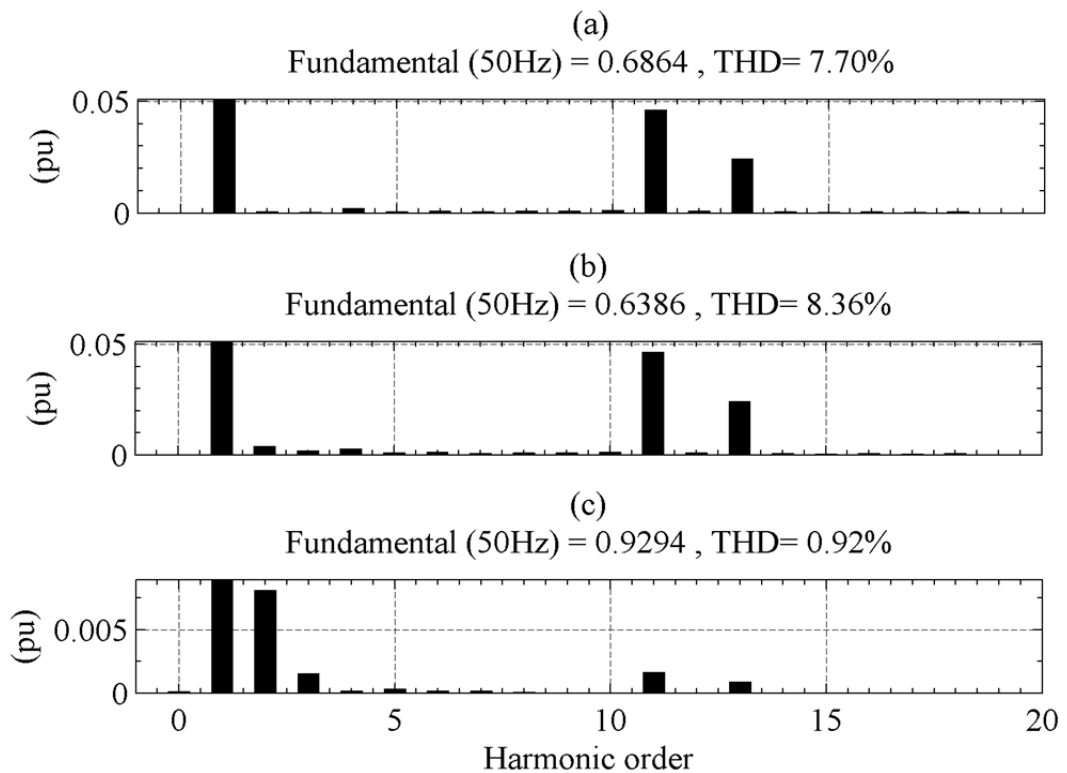 (a)
Fundamental (50Hz) = 0.6864 , THD= 7.70%
0.05
(pu)
0
(b)
Fundamental (50Hz) = 0.6386 , THD= 8.36%
0.05
(pu)
0
(c)
Fundamental (50Hz) = 0.9294 , THD= 0.92%
0.005
(pu)
0
0 5 10 15 20
Harmonic order